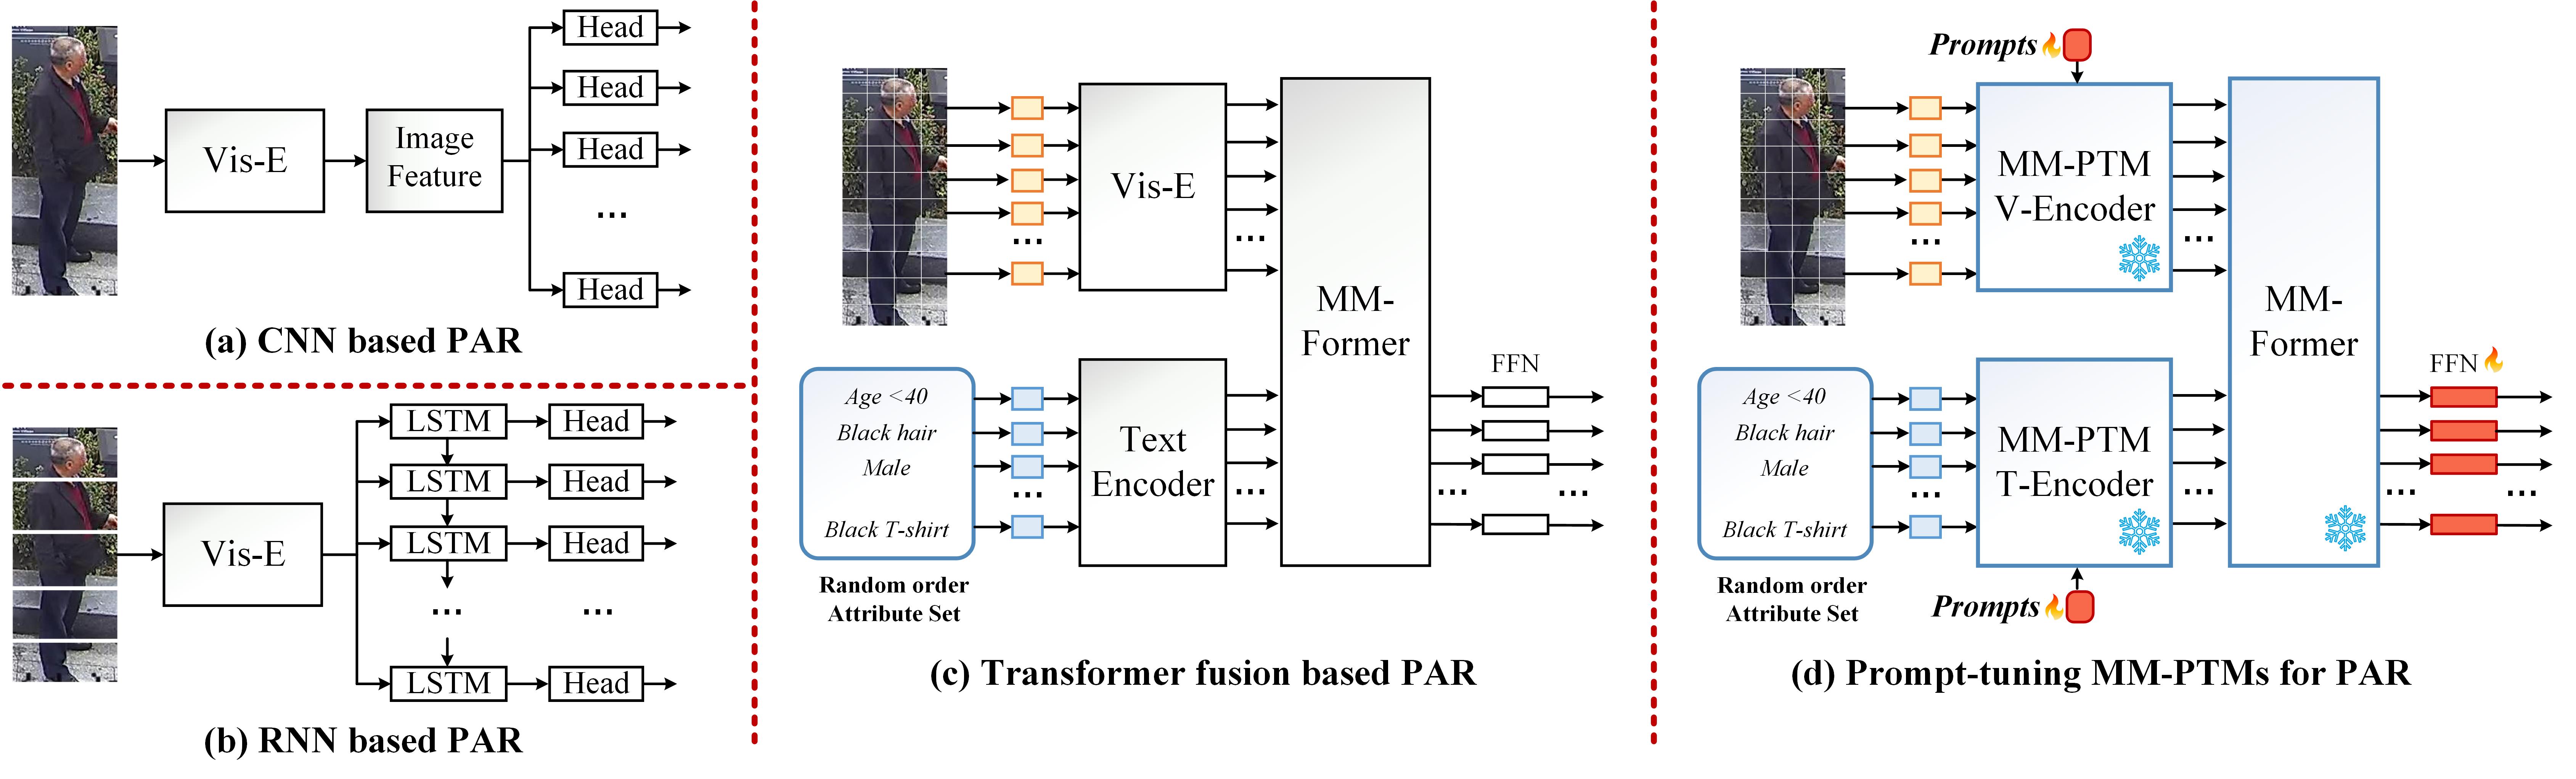 Head
Head
Head
...
Head
Vis-E
Image
Feature
(a) CNN based PAR
LSTM
Head
LSTM
Head
LSTM
Head
Vis-E
...
...
LSTM
Head
(b) RNN based PAR
...
Vis-E
...
MM-
Former
Age <40
Black hair
Male
Black T-shirt
...
Text
Encoder
...
FFN
...
...
Random order
Attribute Set
(c) Transformer fusion based PAR
Prompts
...
MM-PTM
V-Encoder
...
MM-
Former
Age <40
Black hair
Male
Black T-shirt
...
MM-PTM
T-Encoder
...
FFN
...
...
Random order
Attribute Set
Prompts
(d) Prompt-tuning MM-PTMs for PAR